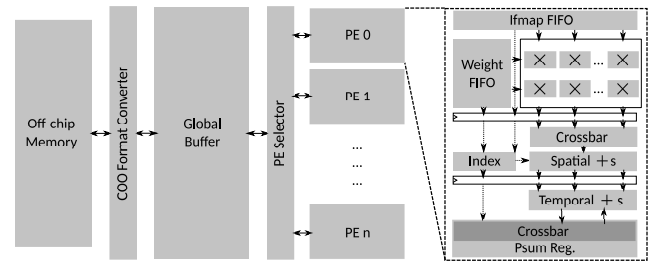 Off chip
Memory
COO Format Converter
Global
Buffer
PE Selector
PE 0
PE 1
...
...
...
PE n
Ifmap FIFO
Weight
FIFO
× × ... ×
× × ... ×
Crossbar
Index
Spatial +s
Temporal +s
Crossbar
Psum Reg.